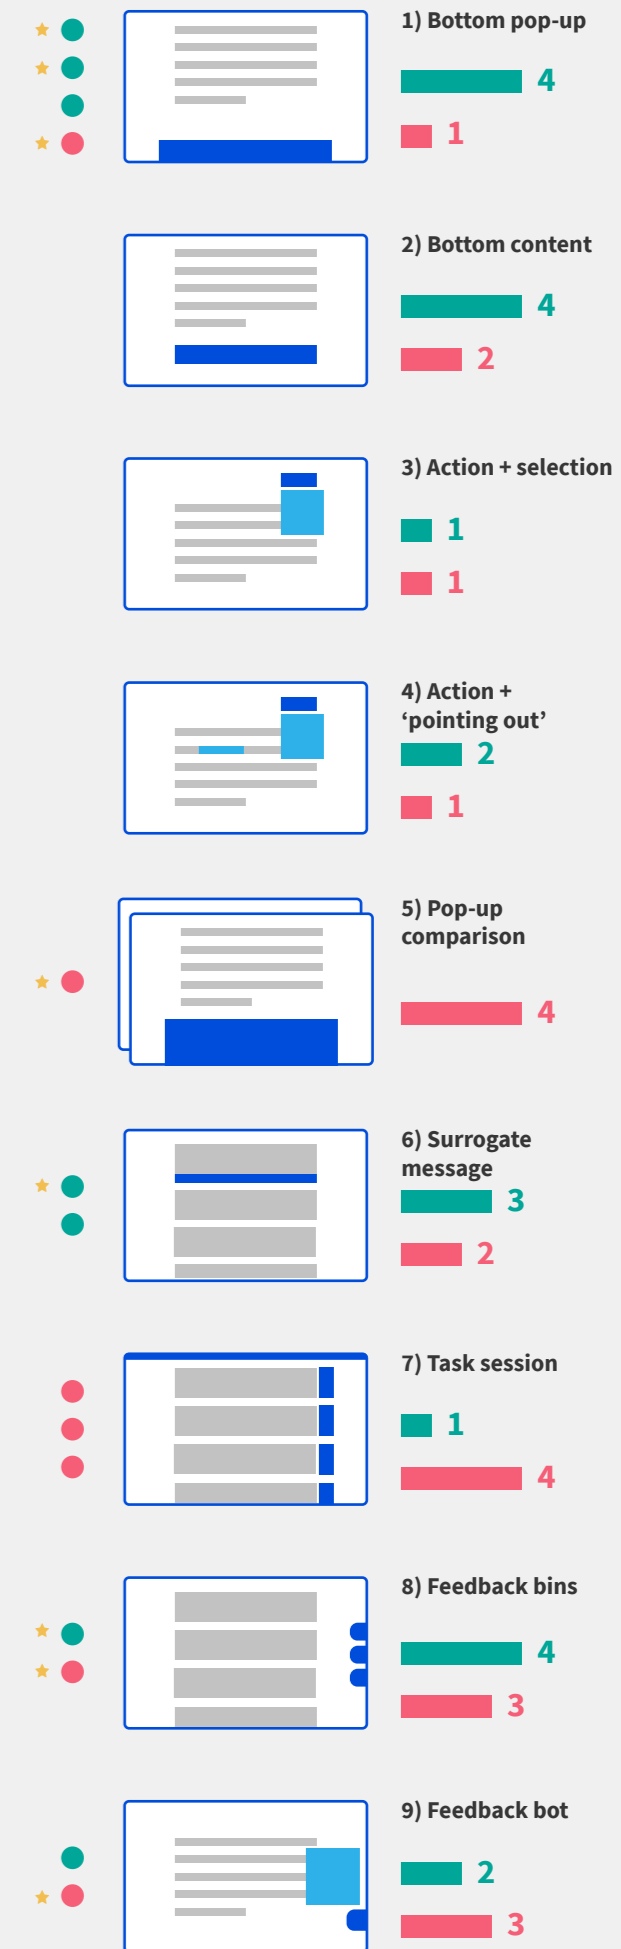 1) Bottom pop-up
4
1
2) Bottom content
4
2
3) Action + selection
1
1
4) Action +
‘pointing out’
2
1
5) Pop-up
comparison
4
6) Surrogate
message
3
2
7) Task session
1
4
8) Feedback bins
4
3
9) Feedback bot
2
3